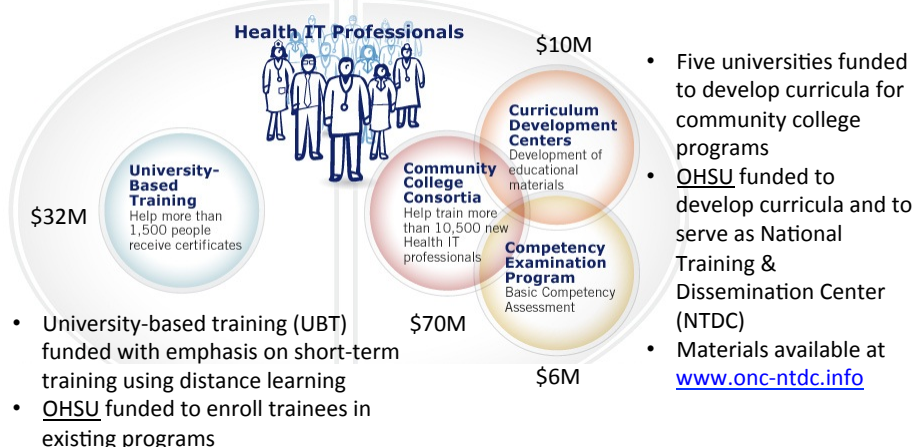 Health IT Professionals
$10M
Curriculum
Development
Centers
Development of
educational
materials
University-
Based
Training
Help more than
1,500 people
receive certificates
$32M
Community
College
Consortia
Help train more
than 10,500 new
Health IT
professionals
$70M
Competency
Examination
Program
Basic Competency
Assessment
$6M
• University-based training (UBT)
funded with emphasis on short-term
training using distance learning
• OHSU funded to enroll trainees in
existing programs
• Five universities funded
to develop curricula for
community college
programs
• OHSU funded to
develop curricula and to
serve as National
Training &
Dissemination Center
(NTDC)
• Materials available at
www.onc-ntdc.info